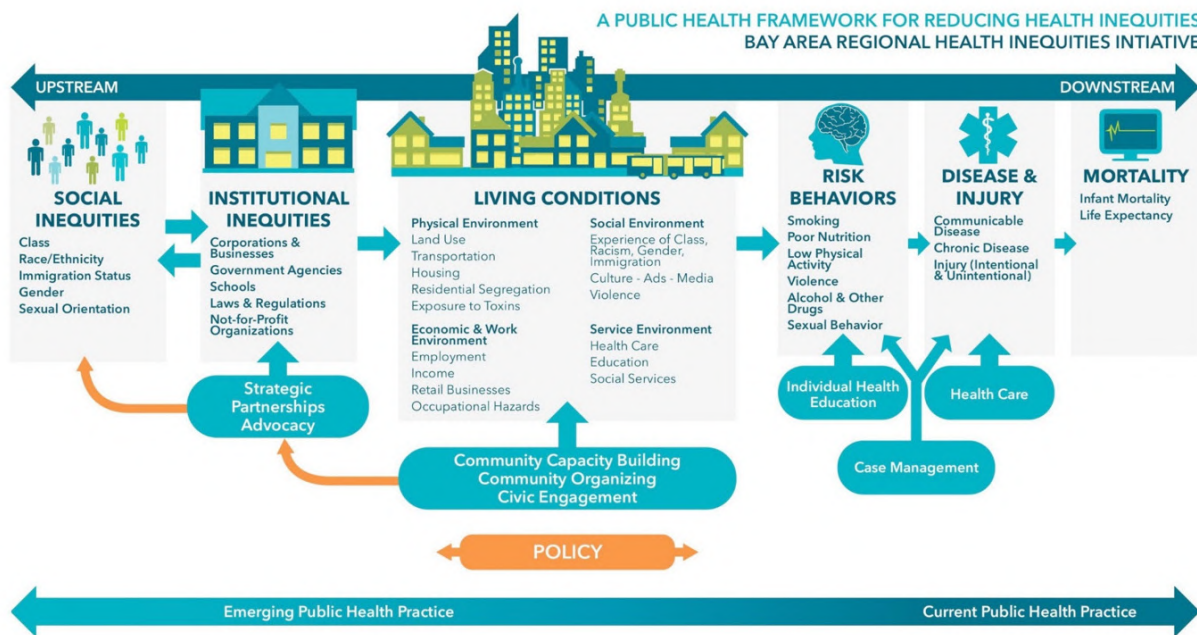 A PUBLIC HEALTH FRAMEWORK FOR REDUCING HEALTH INEQUITIES
BAY AREA REGIONAL HEALTH INEQUITIES INTIATIVE
UPSTREAM
DOWNSTREAM
SOCIAL
INEQUITIES
Class
Race/Ethnicity
Immigration Status
Gender
Sexual Orientation
INSTITUTIONAL
INEQUITIES
Corporations &
Businesses
Government Agencies
Schools
Laws & Regulations
Not-for-Profit
Organizations
LIVING CONDITIONS
Physical Environment
Land Use
Transportation
Housing
Residential Segregation
Exposure to Toxins
Economic & Work
Environment
Employment
Income
Retail Businesses
Occupational Hazards
Social Environment
Experience of Class,
Racism, Gender,
Immigration
Culture - Ads - Media
Violence
Service Environment
Health Care
Education
Social Services
RISK
BEHAVIORS
Smoking
Poor Nutrition
Low Physical
Activity
Violence
Alcohol & Other
Drugs
Sexual Behavior
DISEASE &
INJURY
Communicable
Disease
Chronic Disease
Injury (Intentional
& Unintentional)
MORTALITY
Infant Mortality
Life Expectancy
Strategic
Partnerships
Advocacy
Community Capacity Building
Community Organizing
Civic Engagement
Individual Health
Education
Health Care
Case Management
POLICY
Emerging Public Health Practice
Current Public Health Practice